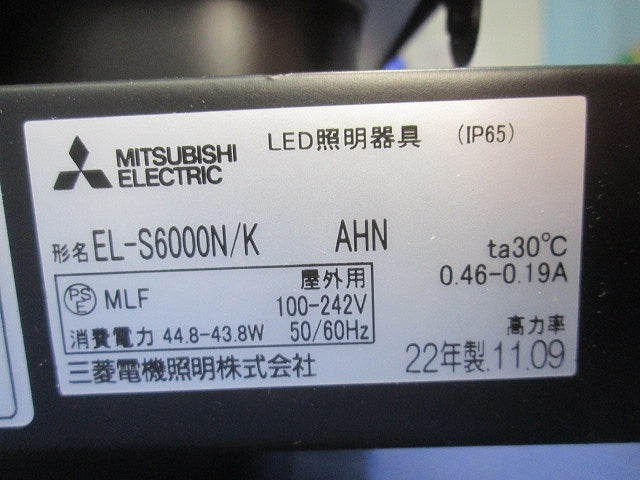 MITSUBISHI
ELECTRIC
LED照明器具 (IP65)
形名 EL-S6000N/K AHN
ta30℃
0.46-0.19A
屋外用
PSE MLF 100-242V
消費電力 44.8-43.8W 50/60Hz
高力率
三菱電機照明株式会社 22年製.11.09